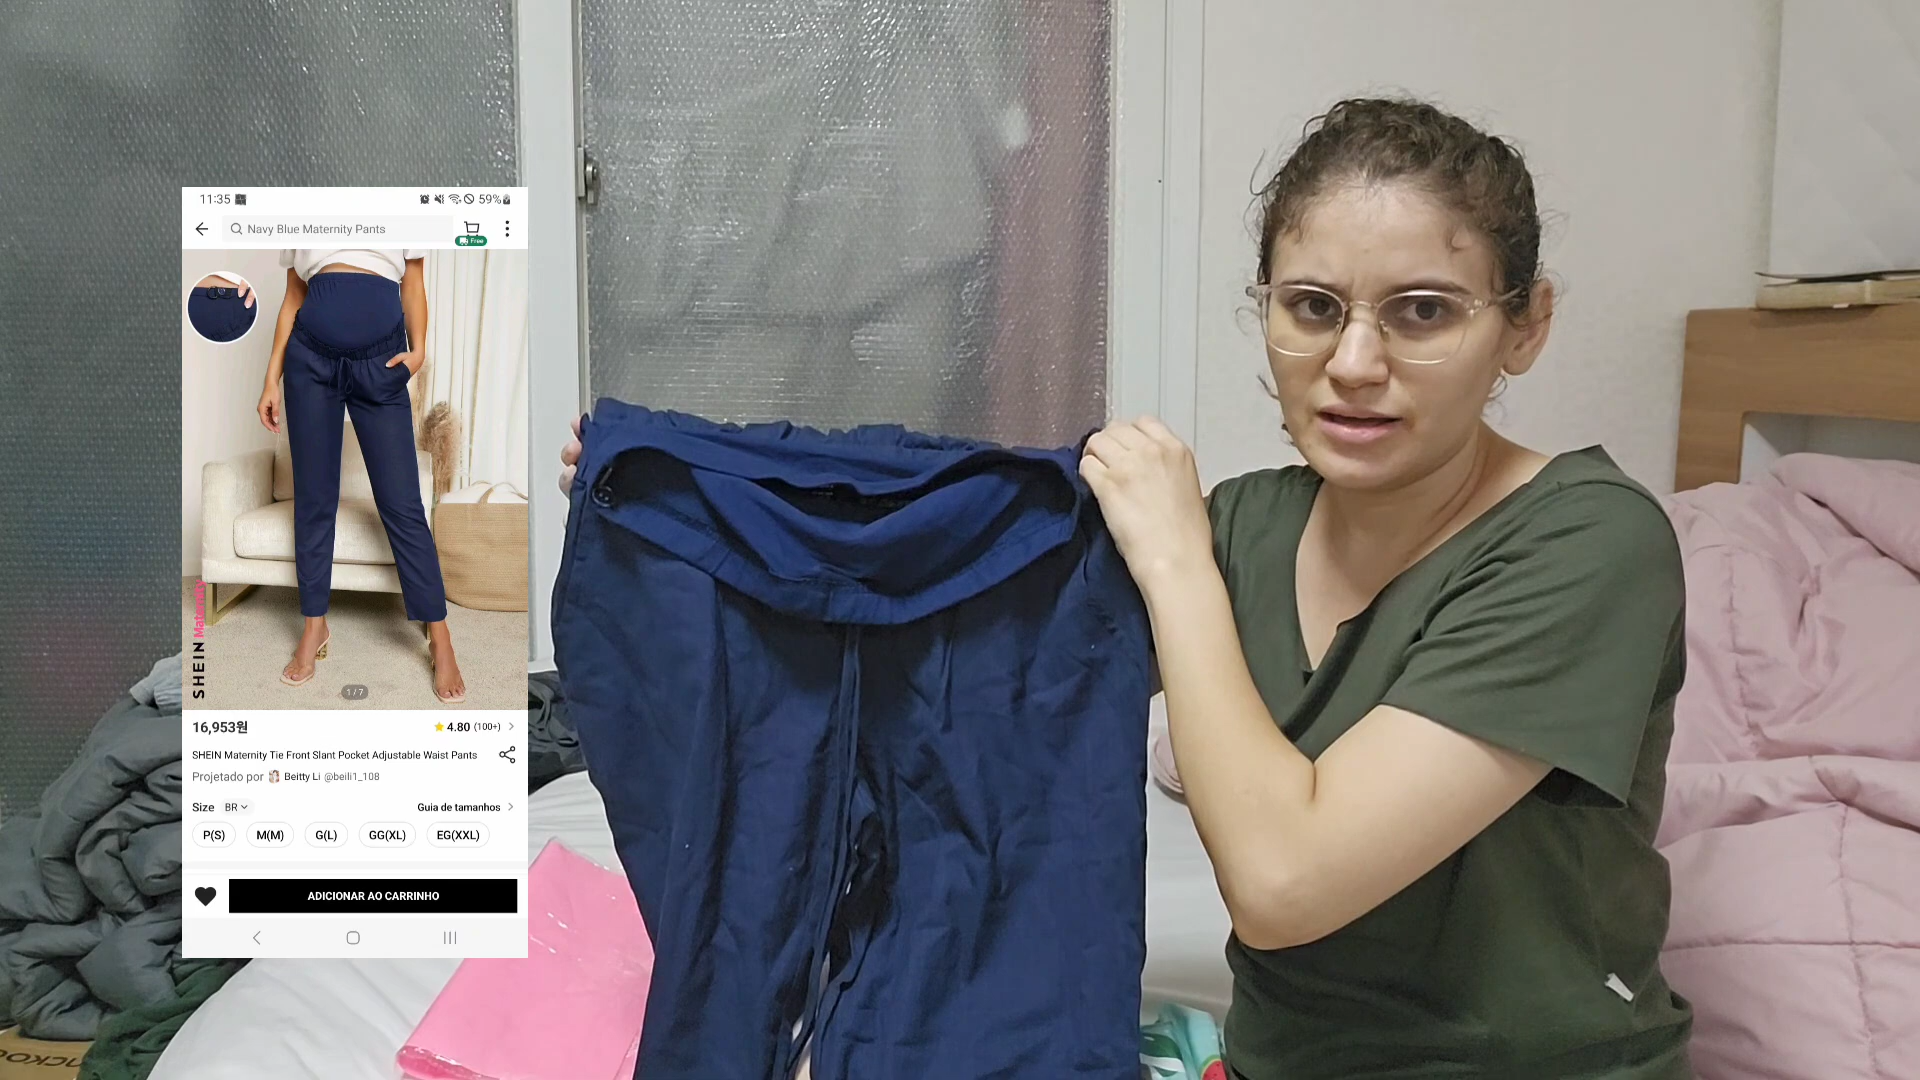 11:35
59%
Navy Blue Maternity Pants
Free
SHEIN Maternity
1/7
16,953원
4.80 (100+)
SHEIN Maternity Tie Front Slant Pocket Adjustable Waist Pants
Projetado por Beitty Li @beili1_108
Size BR
Guia de tamanhos
P(S) M(M) G(L) GG(XL) EG(XXL)
ADICIONAR AO CARRINHO